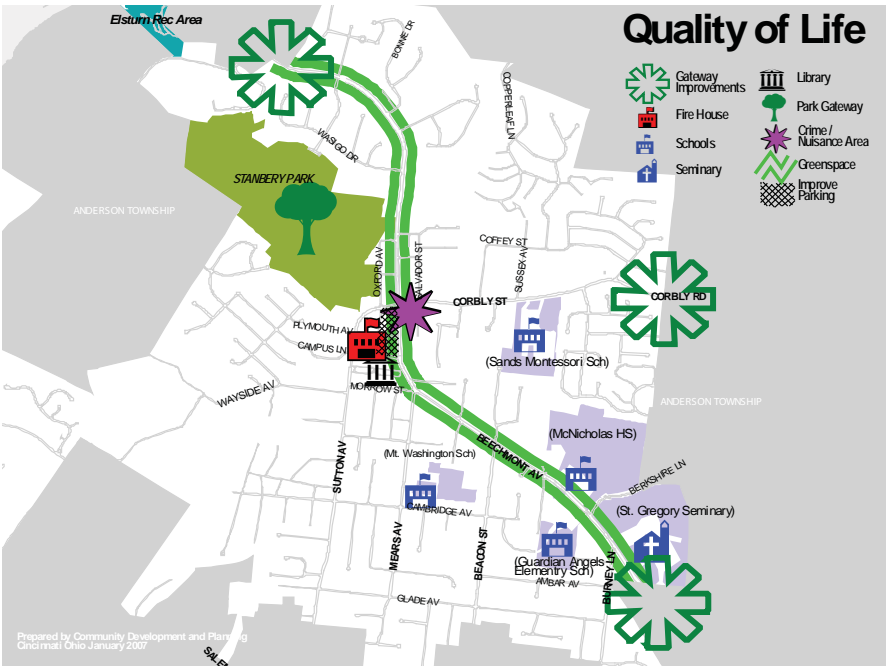 Quality of Life
Elsturn Rec Area
Gateway
Improvements
Fire House
Schools
Seminary
Library
Park Gateway
Crime /
Nuisance Area
Greenspace
Improve
Parking
BONNIE DR
COPPERLEAF LN
WASIGO DR
STANBERY PARK
ANDERSON TOWNSHIP
COFFEY ST
SUSSEX AV
OXFORD AV
SALVADOR ST
CORBLY ST
CORBLY RD
PLYMOUTH AV
CAMPUS LN
(Sands Montessori Sch)
MORROW ST
WAYSIDE AV
ANDERSON TOWNSHIP
(McNicholas HS)
BEECHMONT AV
(Mt. Washington Sch)
SUTTON AV
BERKSHIRE LN
CAMBRIDGE AV
(St. Gregory Seminary)
MEARS AV
BEACON ST
(Guardian Angels
Elementry Sch)
AMBAR AV
BURNEY LN
GLADE AV
Prepared by Community Development and Planning
Cincinnati Ohio January 2007